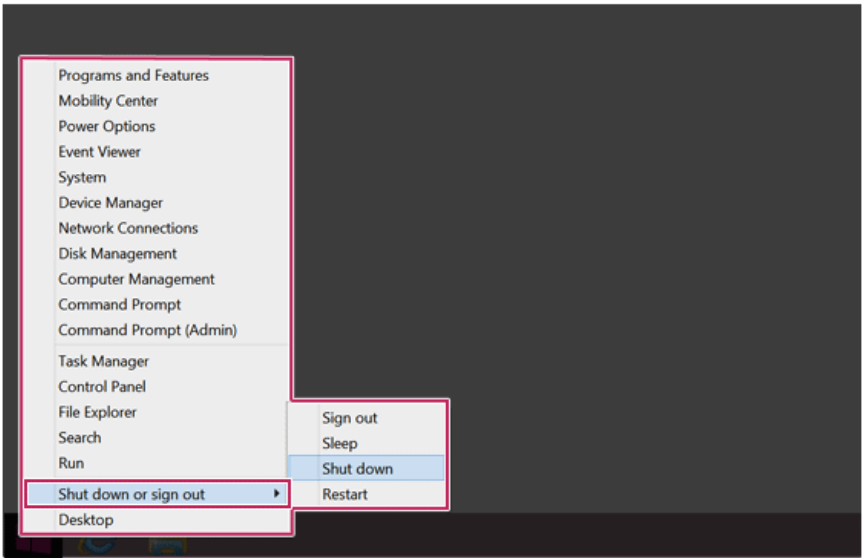 Programs and Features
Mobility Center
Power Options
Event Viewer
System
Device Manager
Network Connections
Disk Management
Computer Management
Command Prompt
Command Prompt (Admin)
Task Manager
Control Panel
File Explorer
Search
Run
Shut down or sign out
Desktop
Sign out
Sleep
Shut down
Restart